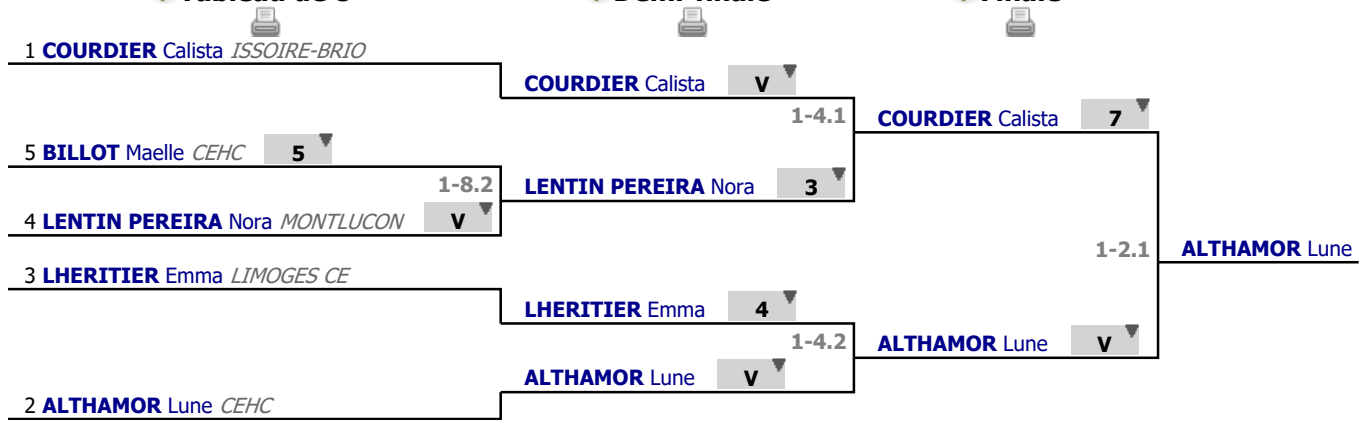 1 COURDIER Calista ISSOIRE-BRIO
COURDIER Calista V
1-4.1
COURDIER Calista 7
5 BILLOT Maelle CEHC 5
1-8.2
LENTIN PEREIRA Nora 3
4 LENTIN PEREIRA Nora MONTLUCON V
1-2.1
ALTHAMOR Lune
3 LHERITIER Emma LIMOGES CE
LHERITIER Emma 4
1-4.2
ALTHAMOR Lune V
ALTHAMOR Lune V
2 ALTHAMOR Lune CEHC